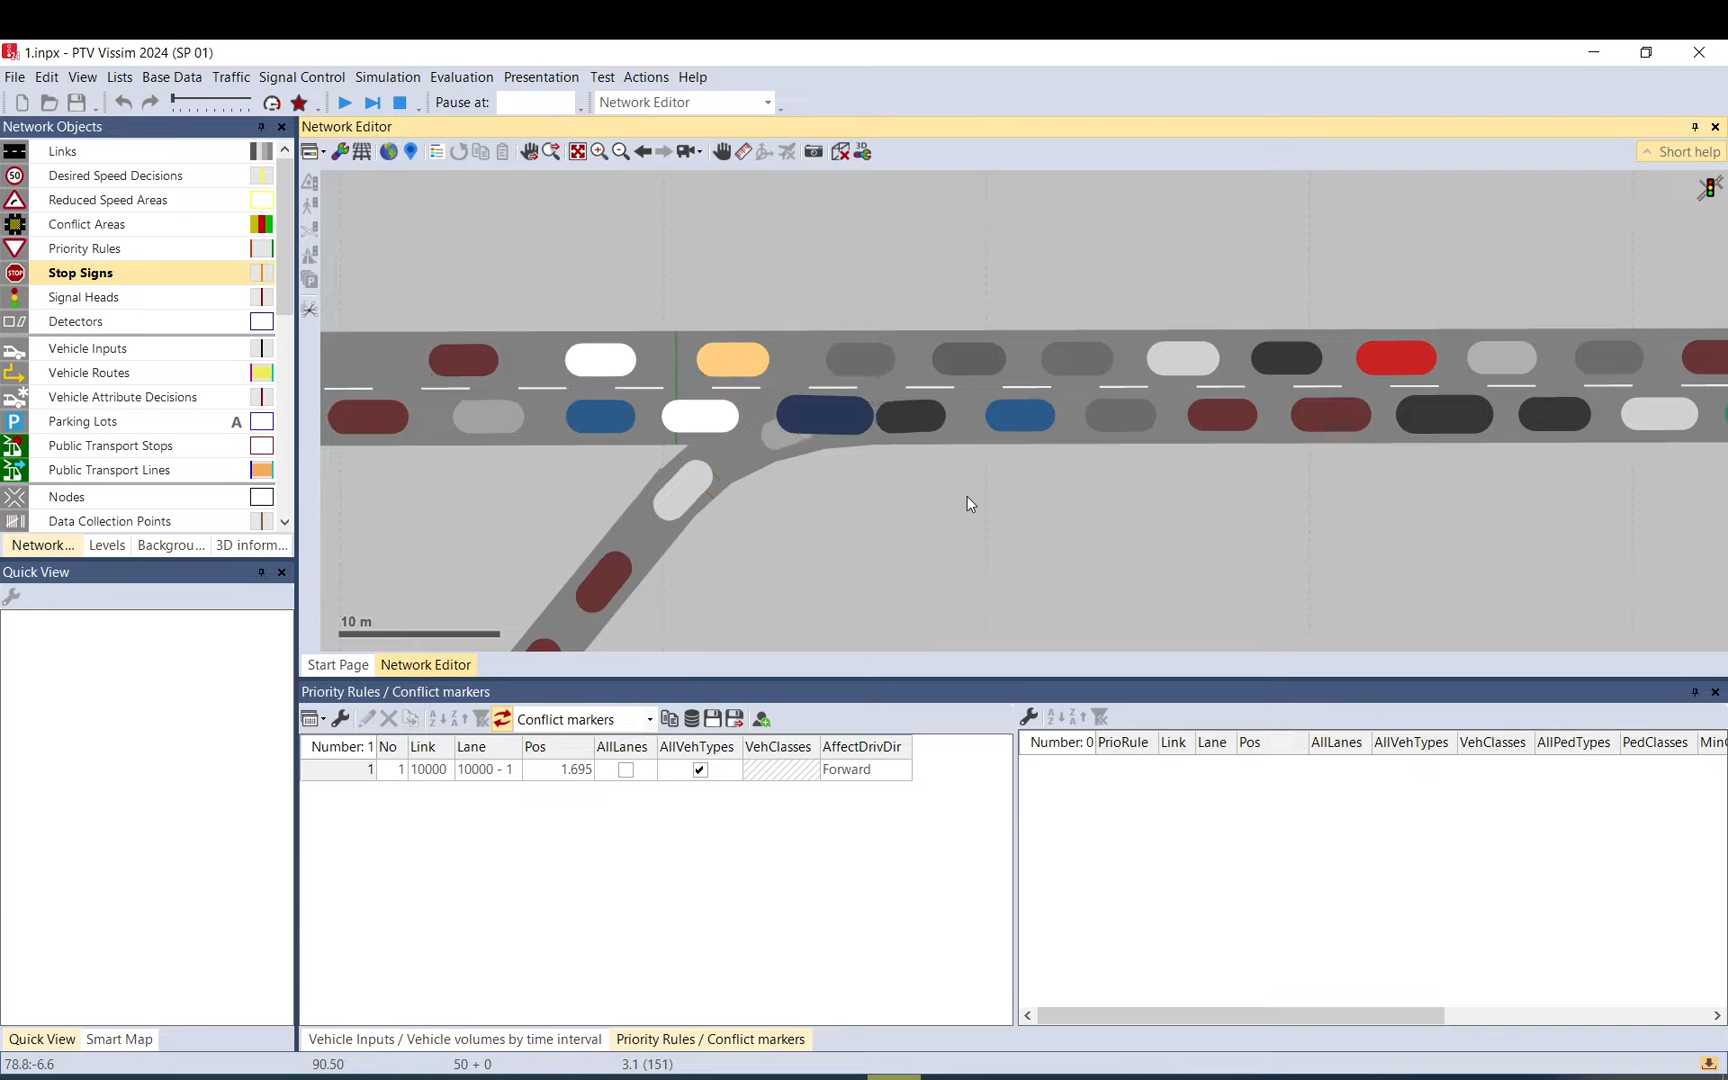 1.inpx - PTV Vissim 2024 (SP 01)
File Edit View Lists Base Data Traffic Signal Control Simulation Evaluation Presentation Test Actions Help
Pause at: Network Editor
Network Objects
Network Editor
Short help
Links
50 Desired Speed Decisions
Reduced Speed Areas
Conflict Areas
Priority Rules
STOP Stop Signs
Signal Heads
Detectors
Vehicle Inputs
Vehicle Routes
Vehicle Attribute Decisions
P Parking Lots A
Public Transport Stops
Public Transport Lines
Nodes
Data Collection Points
Network... Levels Backgrou... 3D inform...
Quick View
10 m
Start Page Network Editor
Priority Rules / Conflict markers
Conflict markers
Number: 1 No Link Lane Pos AllLanes AllVehTypes VehClasses AffectDrivDir
1 1 10000 10000 - 1 1.695 Forward
Number: 0 PrioRule Link Lane Pos AllLanes AllVehTypes VehClasses AllPedTypes PedClasses MinG
Quick View Smart Map
Vehicle Inputs / Vehicle volumes by time interval Priority Rules / Conflict markers
78.8:-6.6 90.50 50 + 0 3.1 (151)